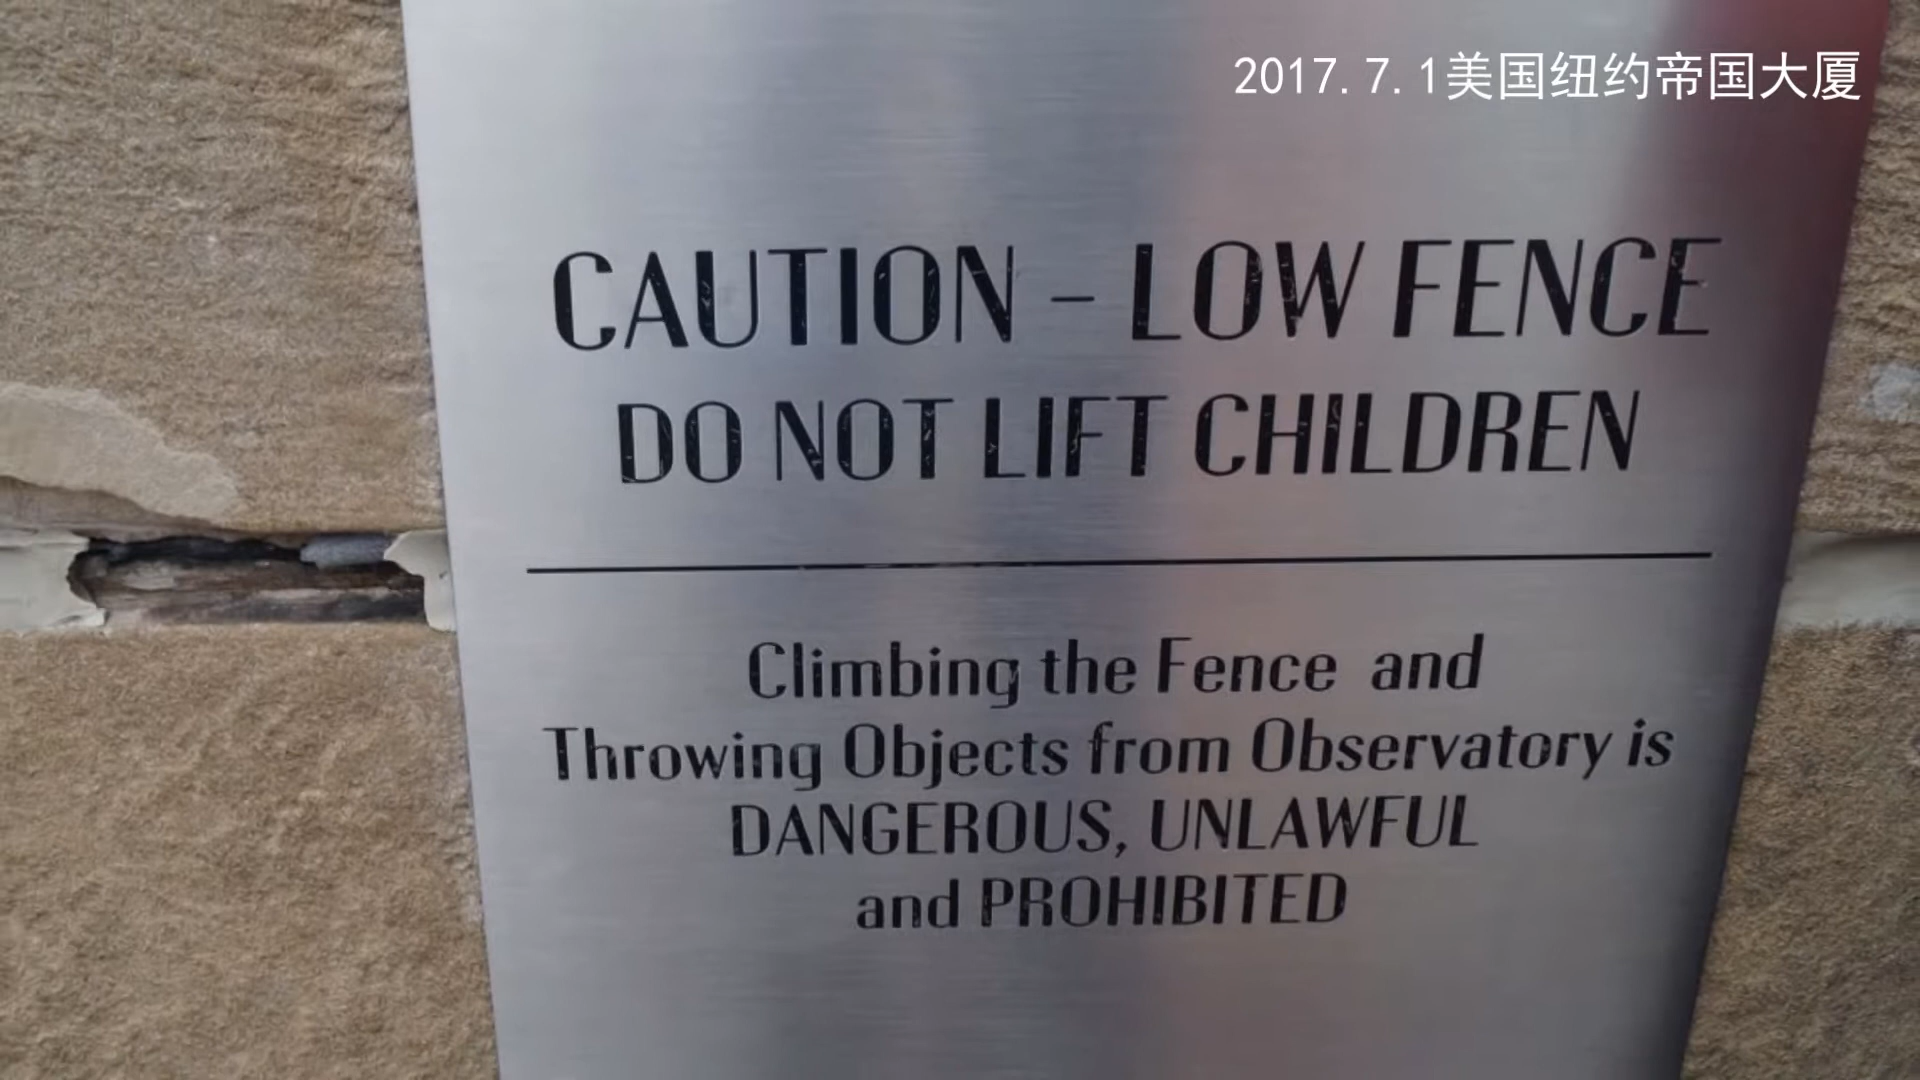 2017.7.1美国纽约帝国大厦
CAUTION – LOW FENCE
DO NOT LIFT CHILDREN
Climbing the Fence and
Throwing Objects from Observatory is
DANGEROUS, UNLAWFUL
and PROHIBITED